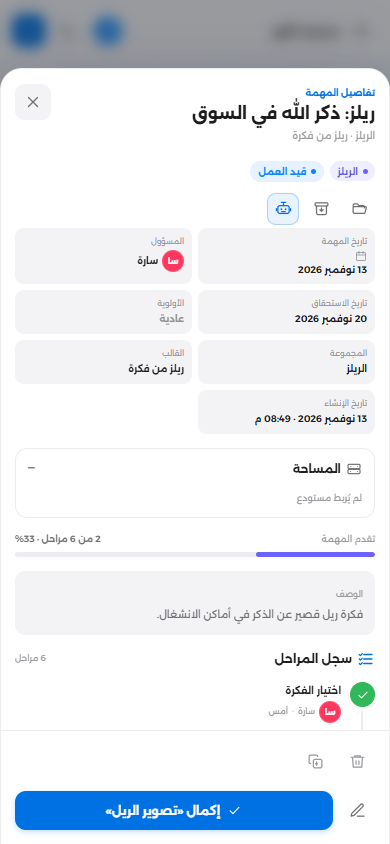 تفاصيل المهمة
ريلز: ذكر الله في السوق
الريلز · ريلز من فكرة
الريلز
قيد العمل
تاريخ المهمة
13 نوفمبر 2026
المسؤول
سا سارة
تاريخ الاستحقاق
20 نوفمبر 2026
الأولوية
عادية
المجموعة
الريلز
القالب
ريلز من فكرة
تاريخ الإنشاء
13 نوفمبر 2026 · 08:49 م
المساحة
–
لم يُربط مستودع
تقدم المهمة
2 من 6 مراحل · 33%
الوصف
فكرة ريل قصير عن الذكر في أماكن الانشغال.
سجل المراحل
6 مراحل
اختيار الفكرة
سا سارة · أمس
إكمال «تصوير الريل»